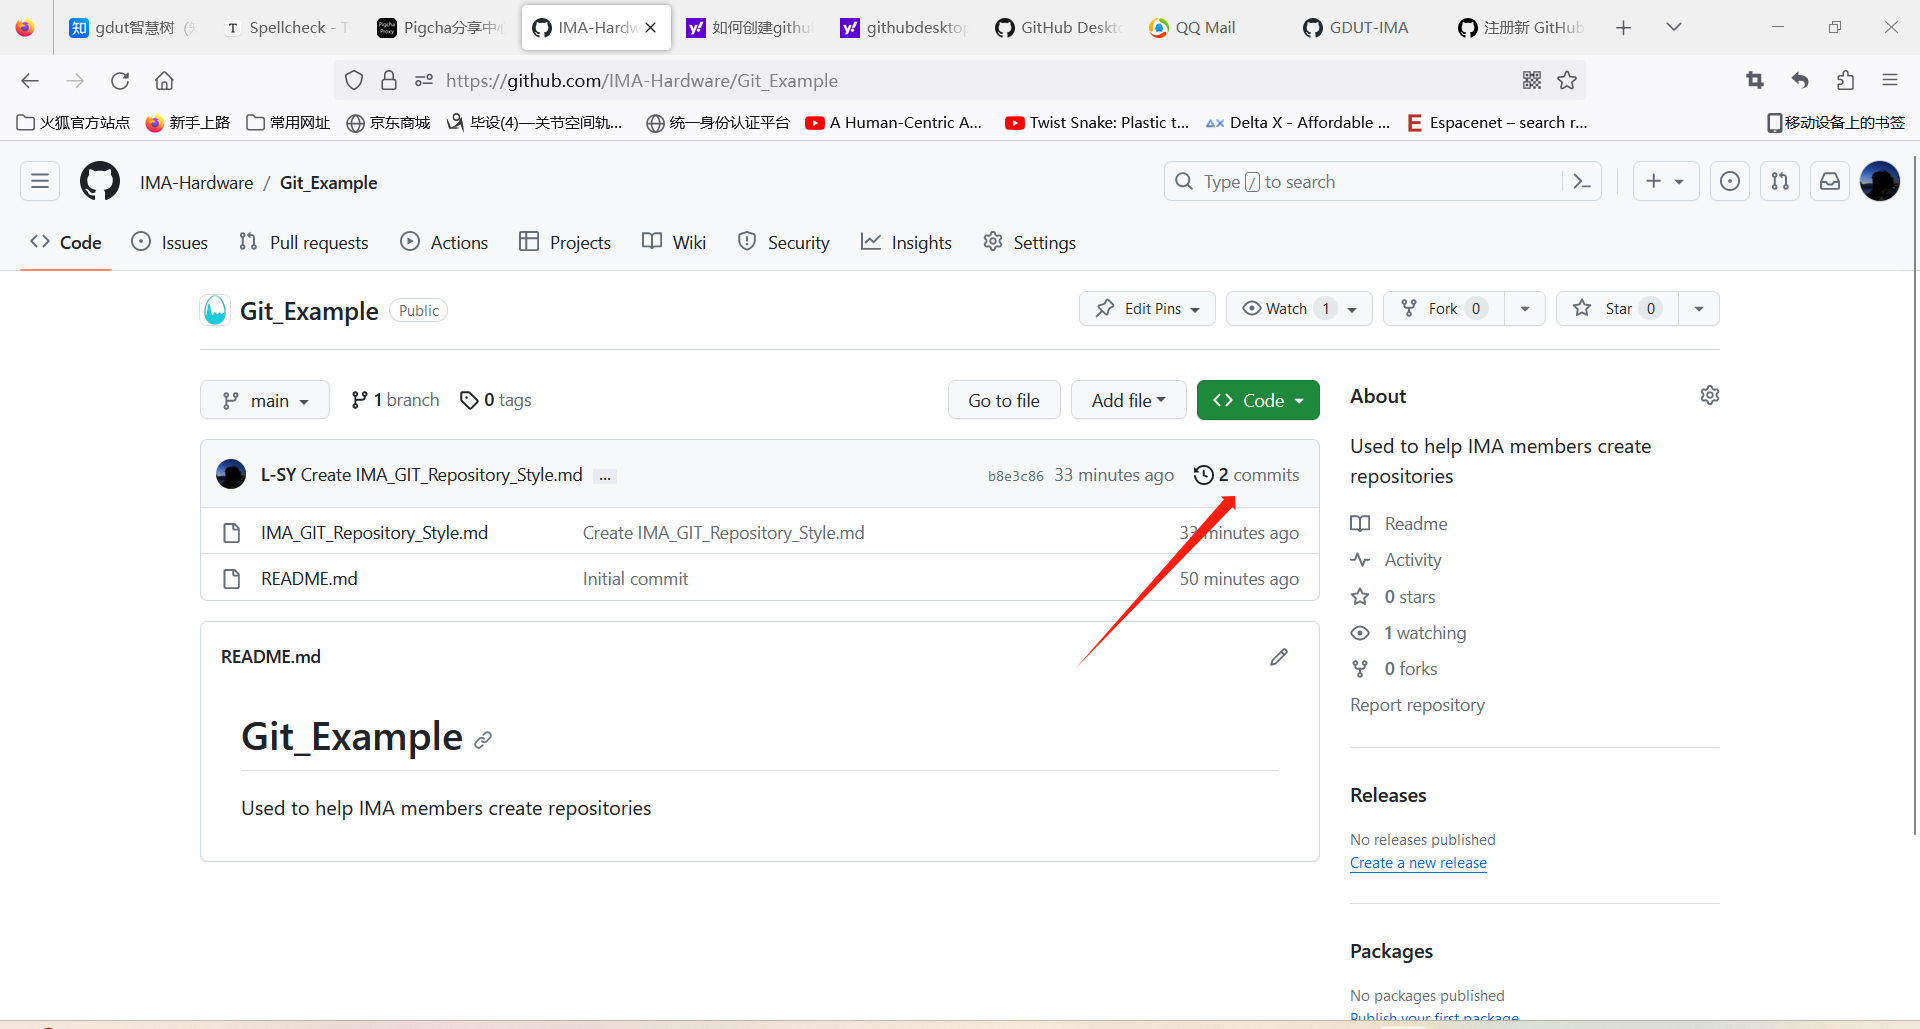 知 gdut智慧树
T Spellcheck - T
Pigcha Proxy Pigcha分享中心
IMA-Hardw
y! 如何创建githu
y! githubdesktop
GitHub Deskt
QQ Mail
GDUT-IMA
注册新 GitHub
https://github.com/IMA-Hardware/Git_Example
火狐官方站点 新手上路 常用网址 京东商城 毕设(4)—关节空间轨... 统一身份认证平台 A Human-Centric A... Twist Snake: Plastic t... Delta X - Affordable ... E Espacenet – search r... 移动设备上的书签
IMA-Hardware / Git_Example
Type / to search
Code Issues Pull requests Actions Projects Wiki Security Insights Settings
Git_Example Public
Edit Pins Watch 1 Fork 0 Star 0
main 1 branch 0 tags
Go to file Add file Code
L-SY Create IMA_GIT_Repository_Style.md ... b8e3c86 33 minutes ago 2 commits
IMA_GIT_Repository_Style.md Create IMA_GIT_Repository_Style.md 33 minutes ago
README.md Initial commit 50 minutes ago
README.md
Git_Example
Used to help IMA members create repositories
About
Used to help IMA members create
repositories
Readme
Activity
0 stars
1 watching
0 forks
Report repository
Releases
No releases published
Create a new release
Packages
No packages published
Publish your first package